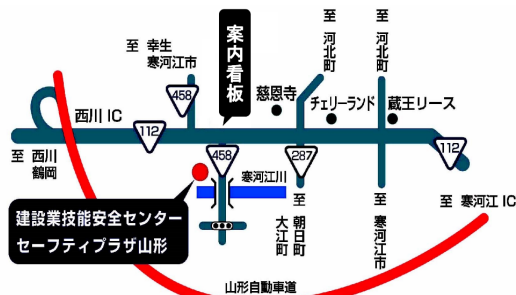 至 幸生
寒河江市
458
案内看板
至 河北町
至 河北町
慈恩寺
チェリーランド
蔵王リース
西川 IC
112
至 西川
鶴岡
458
287
112
寒河江川
建設業技能安全センター
セーフティプラザ山形
至 朝日町
大江町
至 寒河江市
至 寒河江 IC
山形自動車道